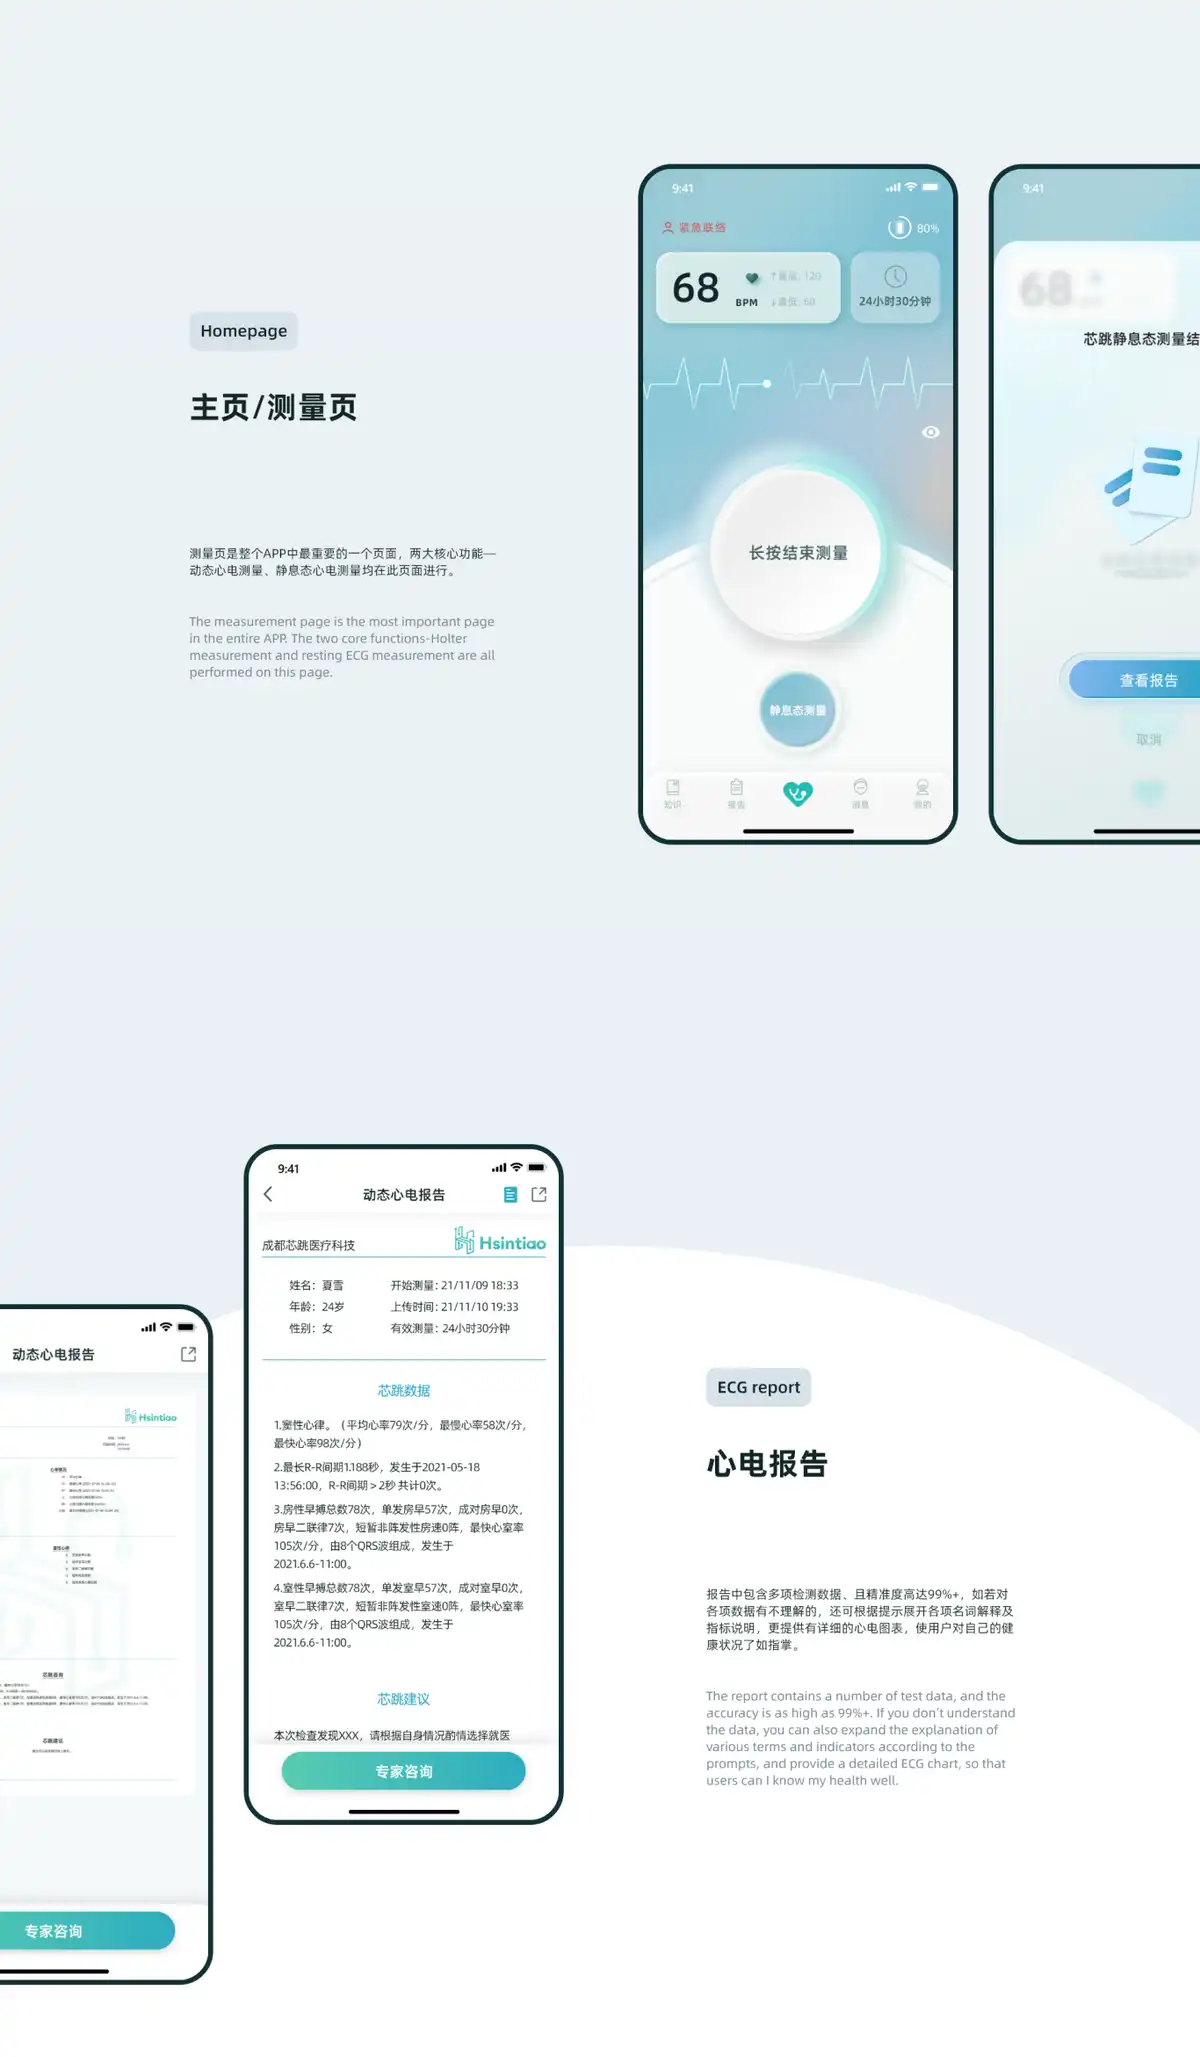 9:41
9:41
紧急联络
80%
68
BPM
↑最高: 120
↓最低: 60
24小时30分钟
68
芯跳静息态测量结
Homepage
主页/测量页
测量页是整个APP中最重要的一个页面，两大核心功能—
动态心电测量、静息态心电测量均在此页面进行。
The measurement page is the most important page
in the entire APP. The two core functions-Holter
measurement and resting ECG measurement are all
performed on this page.
长按结束测量
静息态测量
查看报告
取消
知识
报告
消息
我的
9:41
动态心电报告
成都芯跳医疗科技
Hsintiao
姓名：夏雪
开始测量：21/11/09 18:33
年龄：24岁
上传时间：21/11/10 19:33
性别：女
有效测量：24小时30分钟
芯跳数据
1.窦性心律。（平均心率79次/分，最慢心率58次/分，
最快心率98次/分）
2.最长R-R间期1.188秒，发生于2021-05-18
13:56:00，R-R间期＞2秒 共计0次。
3.房性早搏总数78次，单发房早57次，成对房早0次，
房早二联律7次，短暂非阵发性房速0阵，最快心室率
105次/分，由8个QRS波组成，发生于
2021.6.6-11:00。
4.室性早搏总数78次，单发室早57次，成对室早0次，
室早二联律7次，短暂非阵发性室速0阵，最快心室率
105次/分，由8个QRS波组成，发生于
2021.6.6-11:00。
芯跳建议
本次检查发现XXX，请根据自身情况酌情选择就医
专家咨询
动态心电报告
Hsintiao
芯跳咨询
芯跳建议
专家咨询
ECG report
心电报告
报告中包含多项检测数据、且精准度高达99%+，如若对
各项数据有不理解的，还可根据提示展开各项名词解释及
指标说明，更提供有详细的心电图表，使用户对自己的健
康状况了如指掌。
The report contains a number of test data, and the
accuracy is as high as 99%+. If you don't understand
the data, you can also expand the explanation of
various terms and indicators according to the
prompts, and provide a detailed ECG chart, so that
users can I know my health well.